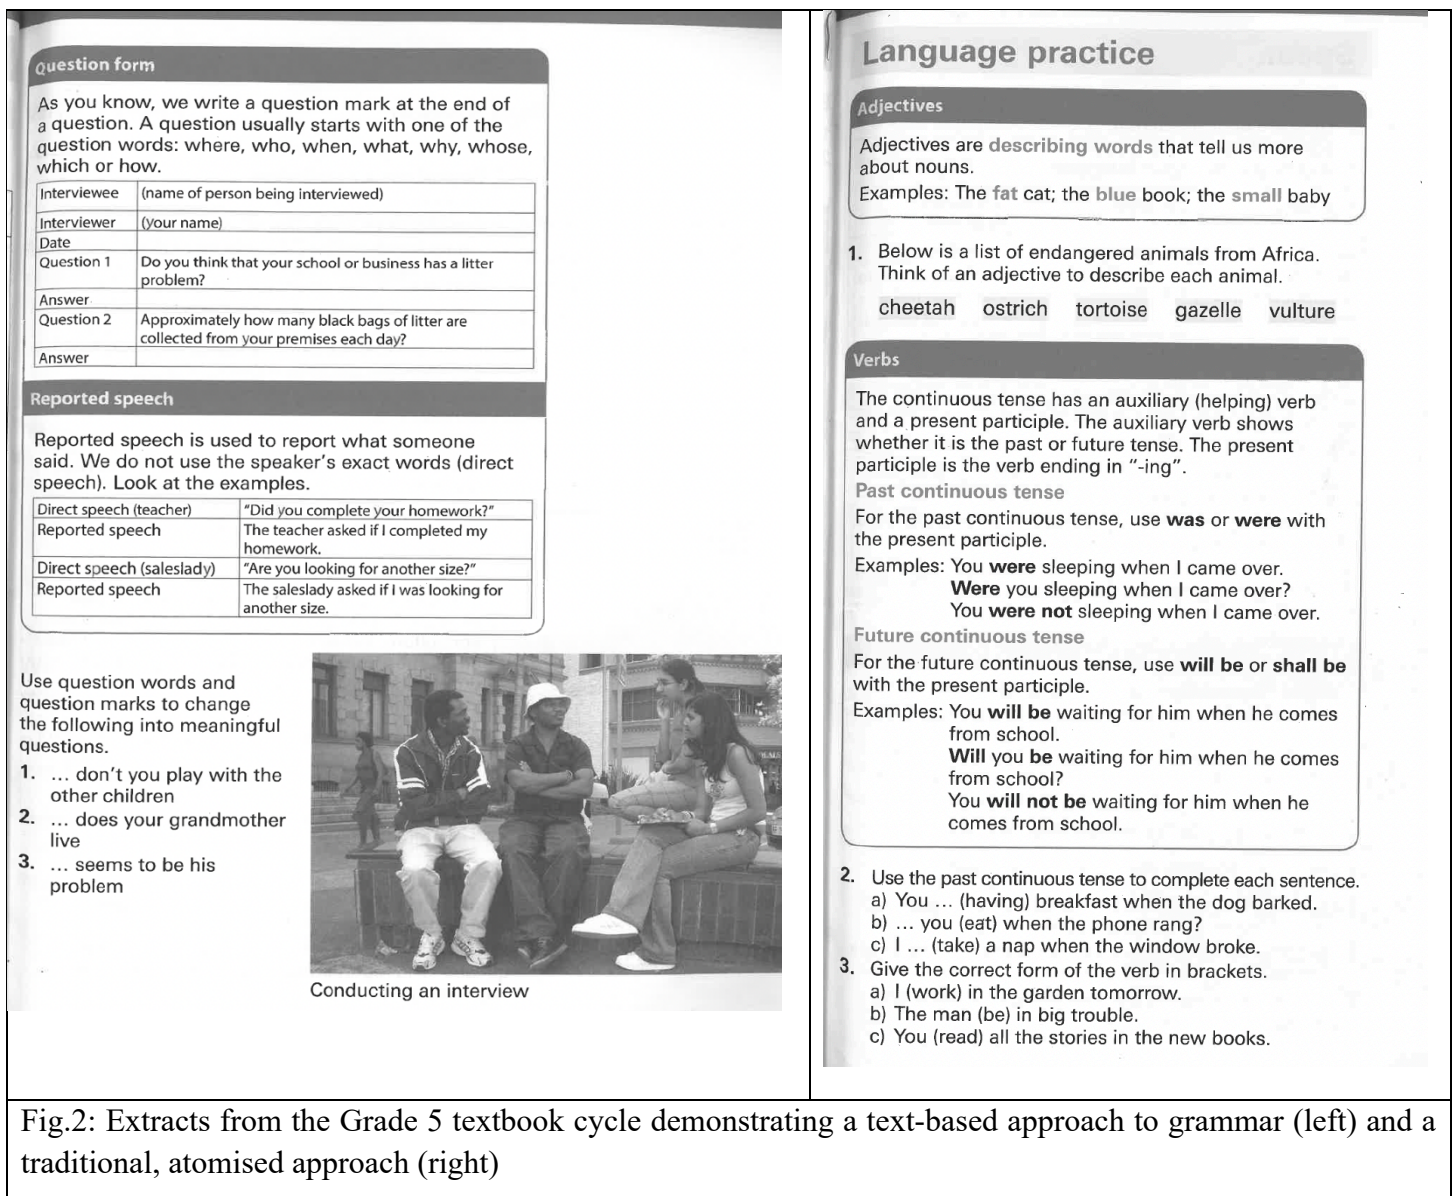 Question form
As you know, we write a question mark at the end of
a question. A question usually starts with one of the
question words: where, who, when, what, why, whose,
which or how.
Interviewee (name of person being interviewed)
Interviewer (your name)
Date
Question 1 Do you think that your school or business has a litter
problem?
Answer
Question 2 Approximately how many black bags of litter are
collected from your premises each day?
Answer
Reported speech
Reported speech is used to report what someone
said. We do not use the speaker's exact words (direct
speech). Look at the examples.
Direct speech (teacher) "Did you complete your homework?"
Reported speech The teacher asked if I completed my
homework.
Direct speech (saleslady) "Are you looking for another size?"
Reported speech The saleslady asked if I was looking for
another size.
Use question words and
question marks to change
the following into meaningful
questions.
1. ... don't you play with the
other children
2. ... does your grandmother
live
3. ... seems to be his
problem
Conducting an interview
Language practice
Adjectives
Adjectives are describing words that tell us more
about nouns.
Examples: The fat cat; the blue book; the small baby
1. Below is a list of endangered animals from Africa.
Think of an adjective to describe each animal.
cheetah ostrich tortoise gazelle vulture
Verbs
The continuous tense has an auxiliary (helping) verb
and a present participle. The auxiliary verb shows
whether it is the past or future tense. The present
participle is the verb ending in "-ing".
Past continuous tense
For the past continuous tense, use was or were with
the present participle.
Examples: You were sleeping when I came over.
Were you sleeping when I came over?
You were not sleeping when I came over.
Future continuous tense
For the future continuous tense, use will be or shall be
with the present participle.
Examples: You will be waiting for him when he comes
from school.
Will you be waiting for him when he comes
from school?
You will not be waiting for him when he
comes from school.
2. Use the past continuous tense to complete each sentence.
a) You ... (having) breakfast when the dog barked.
b) ... you (eat) when the phone rang?
c) I ... (take) a nap when the window broke.
3. Give the correct form of the verb in brackets.
a) I (work) in the garden tomorrow.
b) The man (be) in big trouble.
c) You (read) all the stories in the new books.
Fig.2: Extracts from the Grade 5 textbook cycle demonstrating a text-based approach to grammar (left) and a
traditional, atomised approach (right)